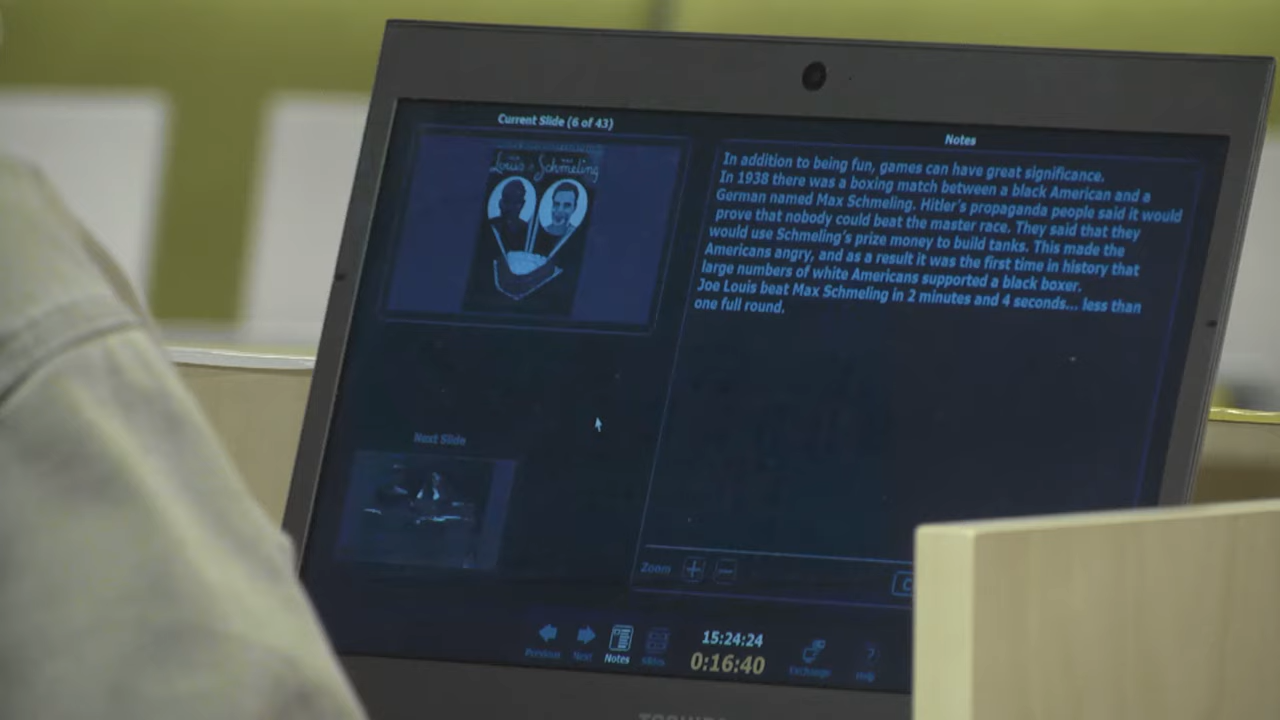 Current Slide (6 of 43)
Louis Schmeling
Notes
In addition to being fun, games can have great significance.
In 1938 there was a boxing match between a black American and a
German named Max Schmeling. Hitler's propaganda people said it would
prove that nobody could beat the master race. They said that they
would use Schmeling's prize money to build tanks. This made the
Americans angry, and as a result it was the first time in history that
large numbers of white Americans supported a black boxer.
Joe Louis beat Max Schmeling in 2 minutes and 4 seconds... less than
one full round.
Next Slide
Zoom
Previous
Next
Notes
Slides
15:24:24
0:16:40
Exchange
Help
TOSHIBA